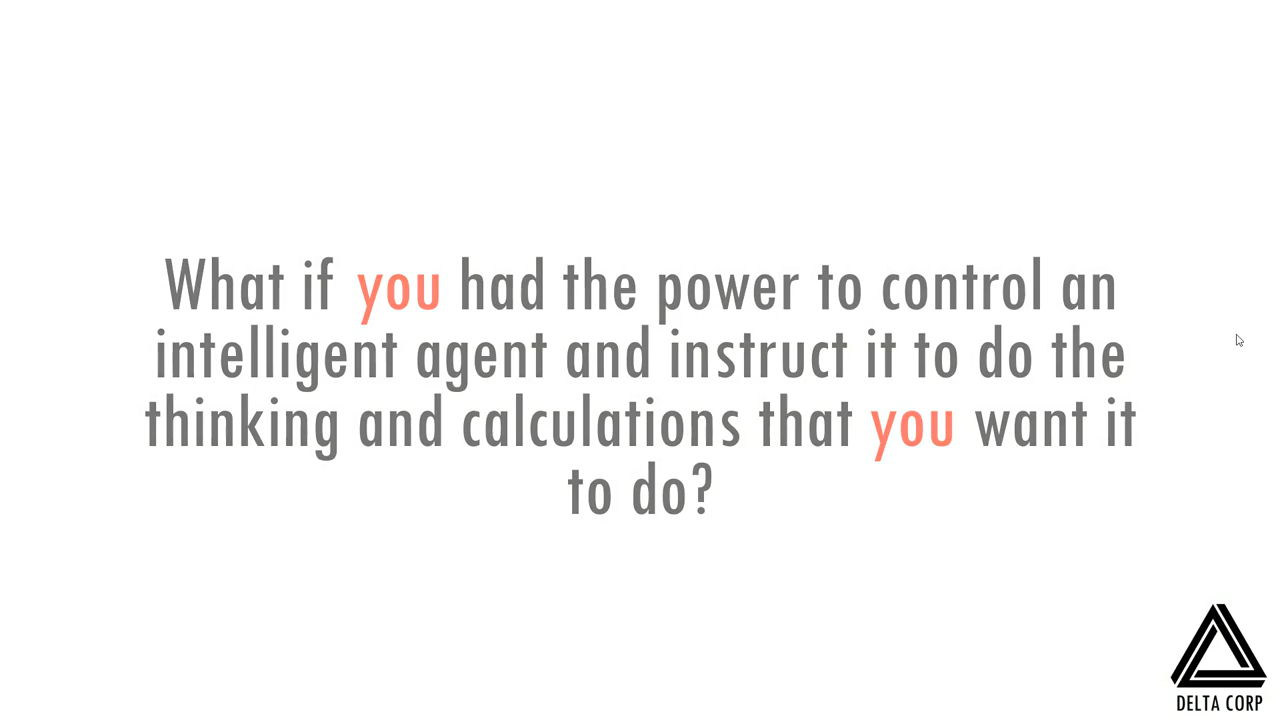 What if you had the power to control an
intelligent agent and instruct it to do the
thinking and calculations that you want it
to do?
DELTA CORP